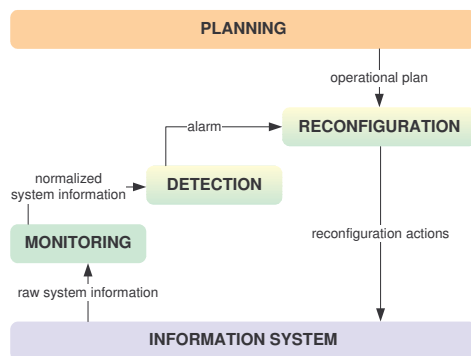 PLANNING
operational plan
alarm
RECONFIGURATION
normalized
system information
DETECTION
MONITORING
reconfiguration actions
raw system information
INFORMATION SYSTEM